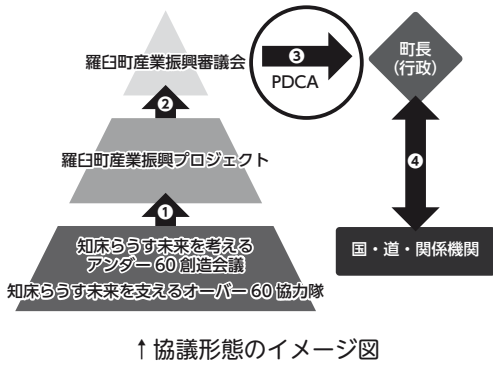 羅臼町産業振興審議会
❸
PDCA
町長
(行政)
❷
羅臼町産業振興プロジェクト
❹
❶
知床らうす未来を考える
アンダー60創造会議
知床らうす未来を支えるオーバー60協力隊
国・道・関係機関
↑協議形態のイメージ図